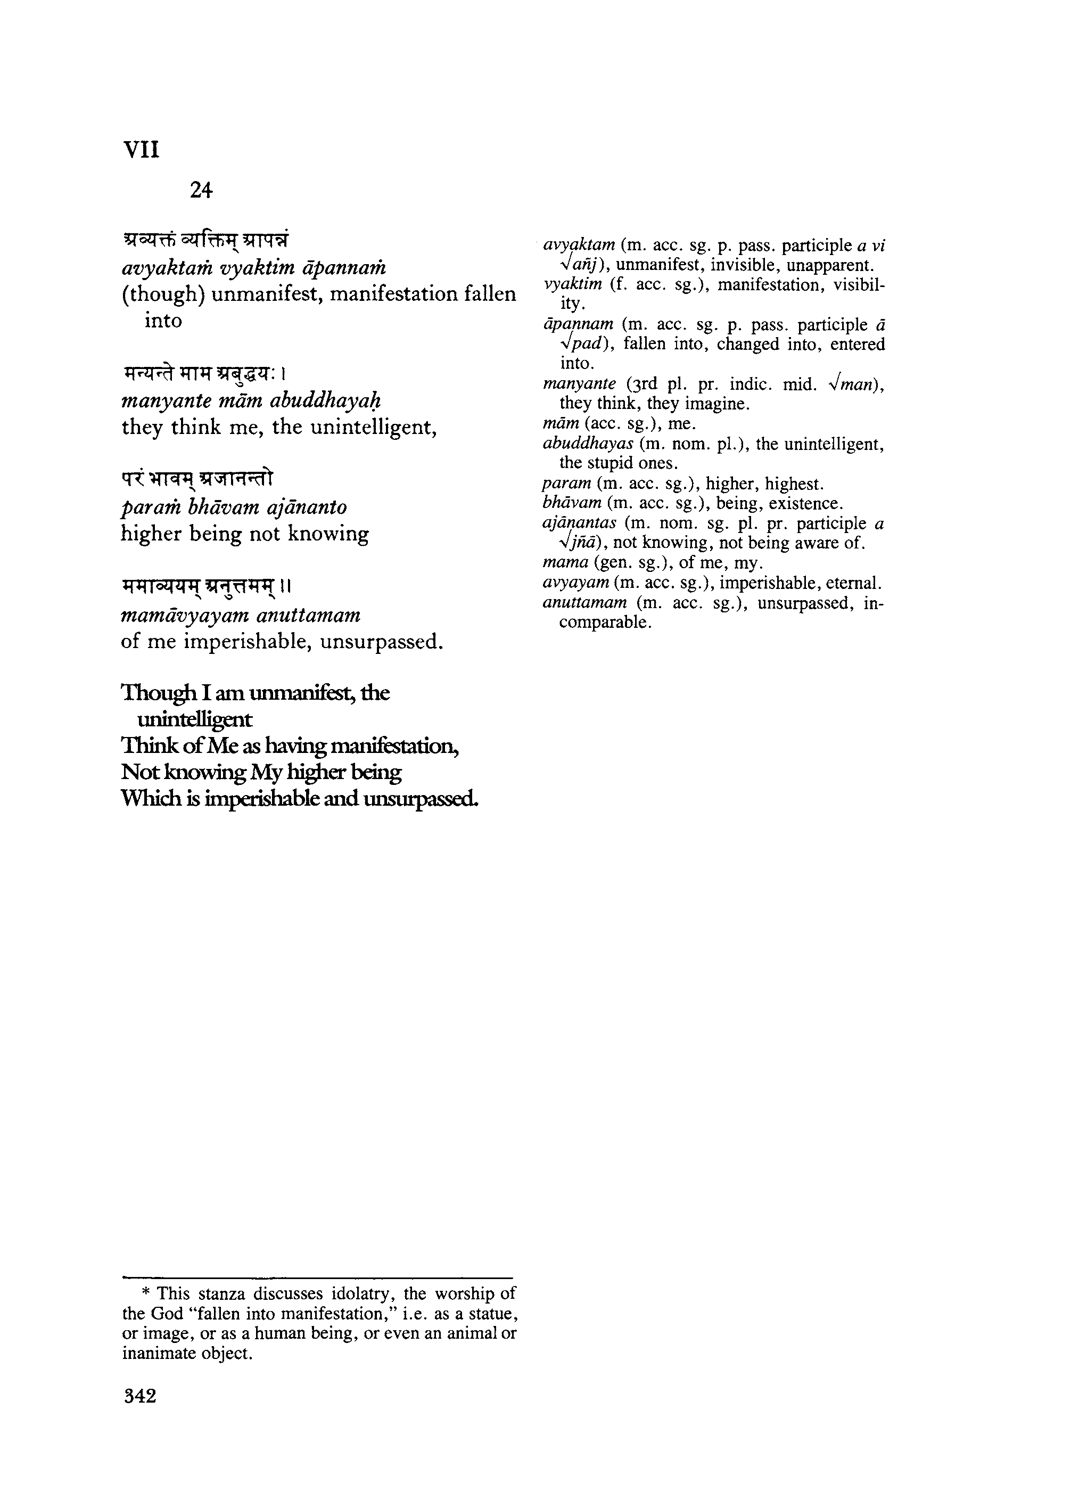 VII
24
अव्यक्तं व्यक्तिम् आपन्नं
avyaktaṁ vyaktim āpannaṁ
(though) unmanifest, manifestation fallen
into
मन्यन्ते माम अबुद्धयः ।
manyante mām abuddhayaḥ
they think me, the unintelligent,
परं भावम् अजानन्तो
paraṁ bhāvam ajānanto
higher being not knowing
ममाव्ययम् अनुत्तमम् ॥
mamāvyayam anuttamam
of me imperishable, unsurpassed.
Though I am unmanifest, the
unintelligent
Think of Me as having manifestation,
Not knowing My higher being
Which is imperishable and unsurpassed.
avyaktam (m. acc. sg. p. pass. participle a vi
√añj), unmanifest, invisible, unapparent.
vyaktim (f. acc. sg.), manifestation, visibil-
ity.
āpannam (m. acc. sg. p. pass. participle ā
√pad), fallen into, changed into, entered
into.
manyante (3rd pl. pr. indic. mid. √man),
they think, they imagine.
mām (acc. sg.), me.
abuddhayas (m. nom. pl.), the unintelligent,
the stupid ones.
param (m. acc. sg.), higher, highest.
bhāvam (m. acc. sg.), being, existence.
ajānantas (m. nom. sg. pl. pr. participle a
√jñā), not knowing, not being aware of.
mama (gen. sg.), of me, my.
avyayam (m. acc. sg.), imperishable, eternal.
anuttamam (m. acc. sg.), unsurpassed, in-
comparable.
* This stanza discusses idolatry, the worship of
the God “fallen into manifestation,” i.e. as a statue,
or image, or as a human being, or even an animal or
inanimate object.
342